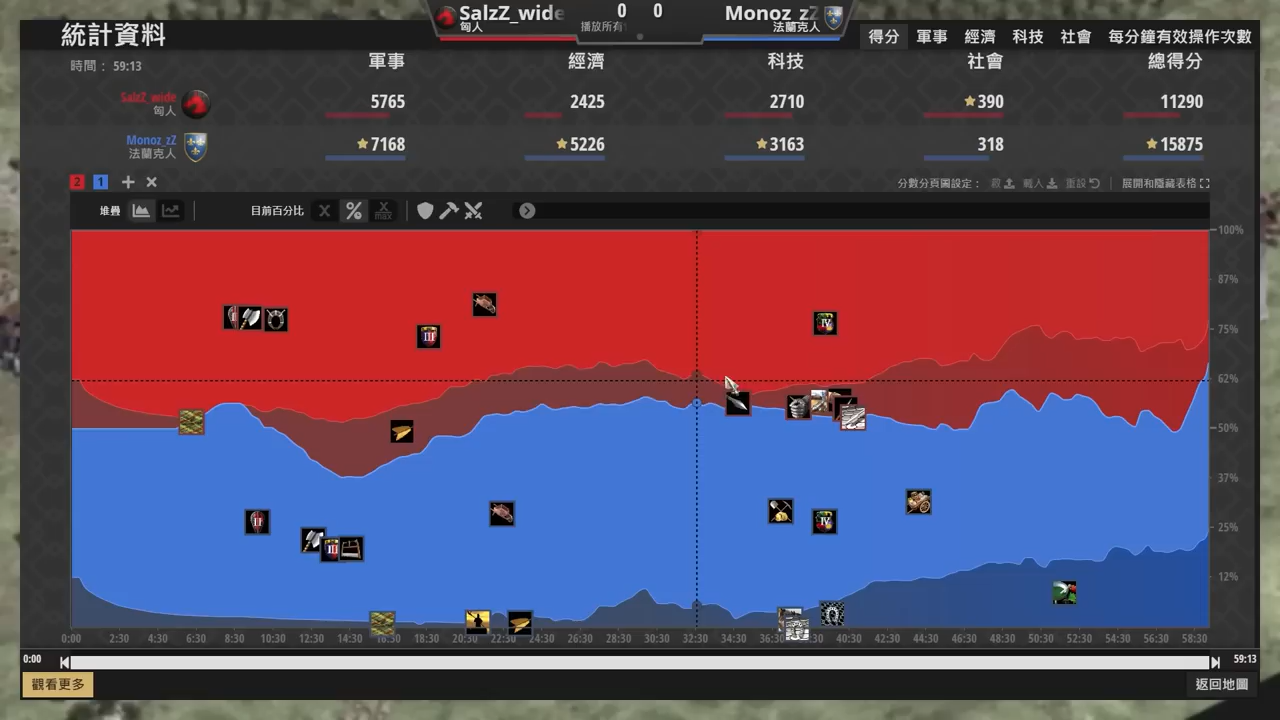 SalzZ_wide 0 0 Monoz_zZ
匈人 播放所有 法蘭克人
統計資料
得分 軍事 經濟 科技 社會 每分鐘有效操作次數
時間： 59:13 軍事 經濟 科技 社會 總得分
SalzZ_wide
匈人
5765 2425 2710 390 11290
Monoz_zZ
法蘭克人
7168 5226 3163 318 15875
2 1
分數分頁圖設定： 載入 重設 展開和隱藏表格
堆疊 目前百分比 X % X max
100%
87%
75%
62%
50%
37%
25%
12%
II III IV
II III IV
0:00 2:30 4:30 6:30 8:30 10:30 12:30 14:30 16:30 18:30 20:30 22:30 24:30 26:30 28:30 30:30 32:30 34:30 36:30 38:30 40:30 42:30 44:30 46:30 48:30 50:30 52:30 54:30 56:30 58:30
0:00 59:13
觀看更多 返回地圖